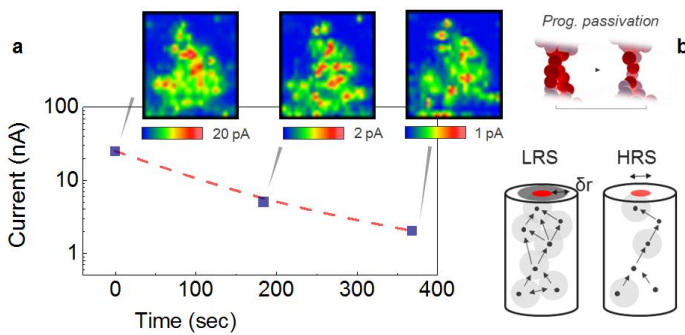 a
20 pA
2 pA
1 pA
Current (nA)
100
10
1
0
100
200
300
400
Time (sec)
Prog. passivation
b
LRS
HRS
δr